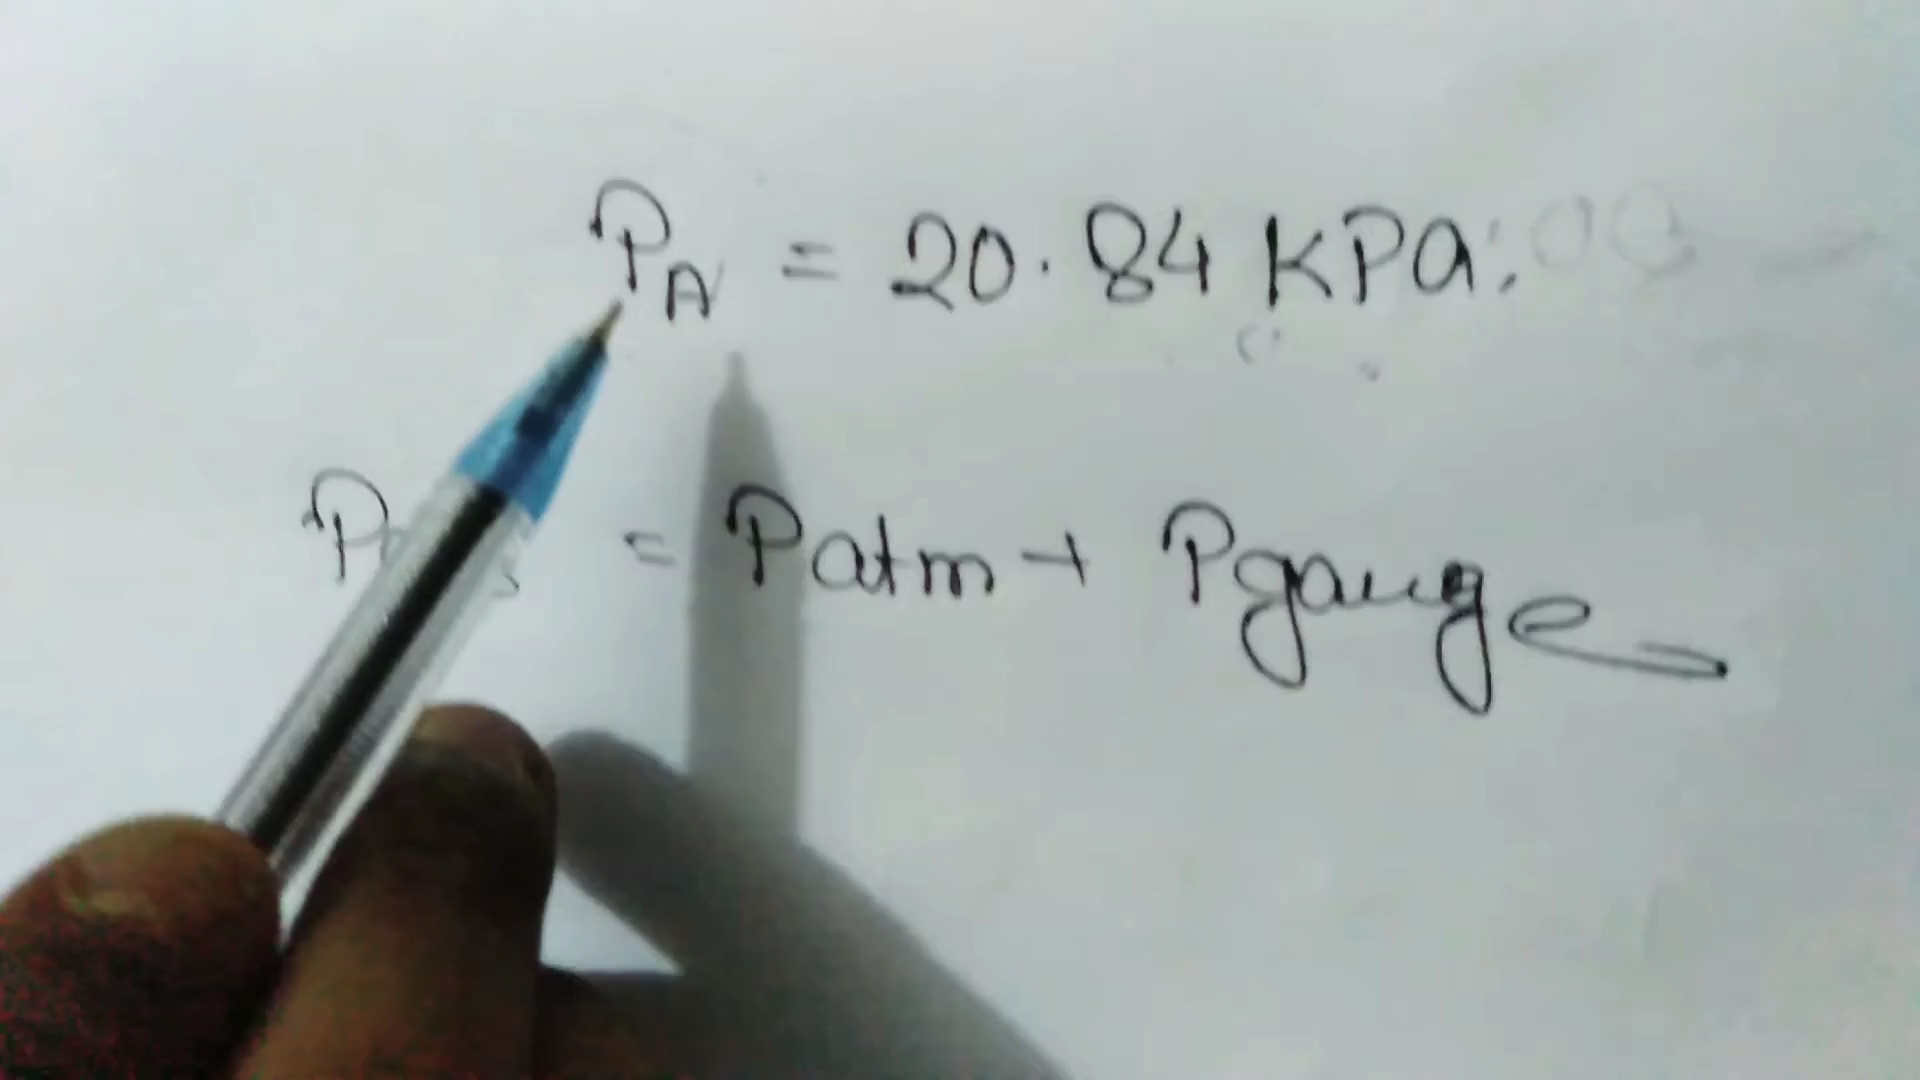 PA = 20.84 KPa.
= Patm + Pgauge